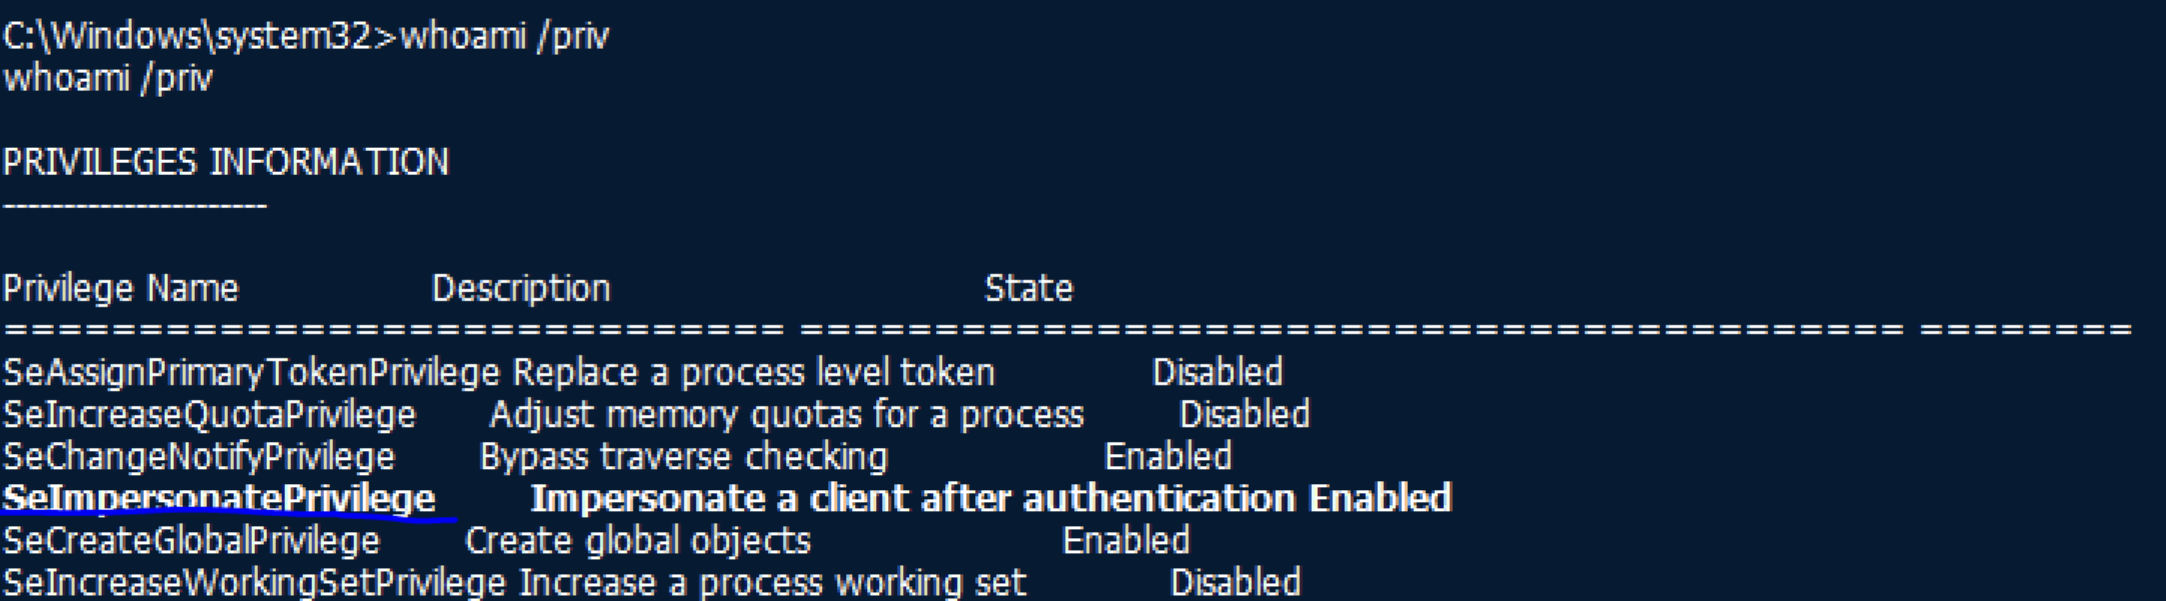 C:\Windows\system32>whoami /priv
whoami /priv
PRIVILEGES INFORMATION
----------------------
Privilege Name Description State
============================= ========================================= ========
SeAssignPrimaryTokenPrivilege Replace a process level token Disabled
SeIncreaseQuotaPrivilege Adjust memory quotas for a process Disabled
SeChangeNotifyPrivilege Bypass traverse checking Enabled
SeImpersonatePrivilege Impersonate a client after authentication Enabled
SeCreateGlobalPrivilege Create global objects Enabled
SeIncreaseWorkingSetPrivilege Increase a process working set Disabled